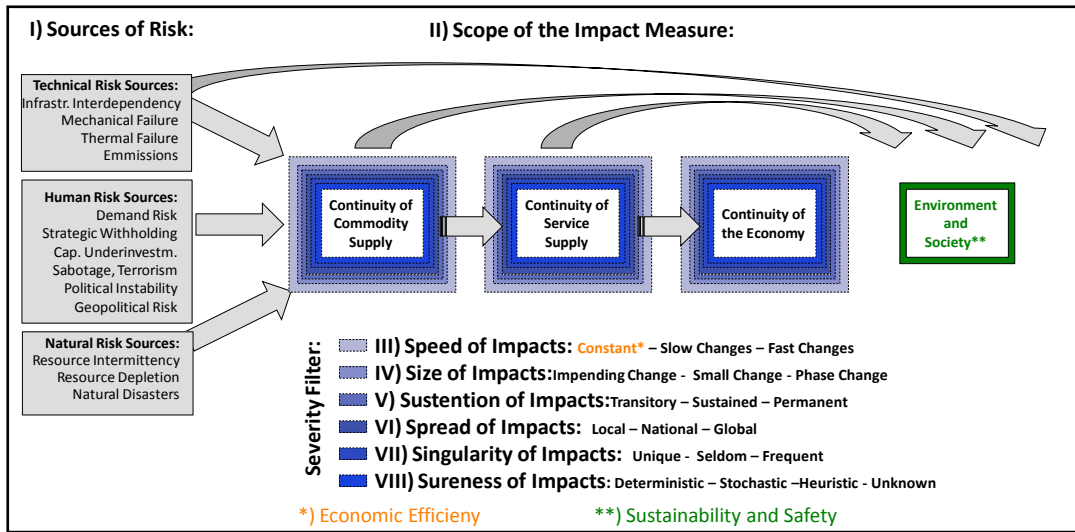 I) Sources of Risk:
II) Scope of the Impact Measure:
Technical Risk Sources:
Infrastr. Interdependency
Mechanical Failure
Thermal Failure
Emmissions
Human Risk Sources:
Demand Risk
Strategic Withholding
Cap. Underinvestm.
Sabotage, Terrorism
Political Instability
Geopolitical Risk
Natural Risk Sources:
Resource Intermittency
Resource Depletion
Natural Disasters
Continuity of
Commodity
Supply
Continuity of
Service
Supply
Continuity of
the Economy
Environment
and
Society**
Severity Filter:
III) Speed of Impacts: Constant* – Slow Changes – Fast Changes
IV) Size of Impacts:Impending Change - Small Change - Phase Change
V) Sustention of Impacts:Transitory – Sustained – Permanent
VI) Spread of Impacts: Local – National – Global
VII) Singularity of Impacts: Unique - Seldom – Frequent
VIII) Sureness of Impacts: Deterministic – Stochastic –Heuristic - Unknown
*) Economic Efficieny
**) Sustainability and Safety